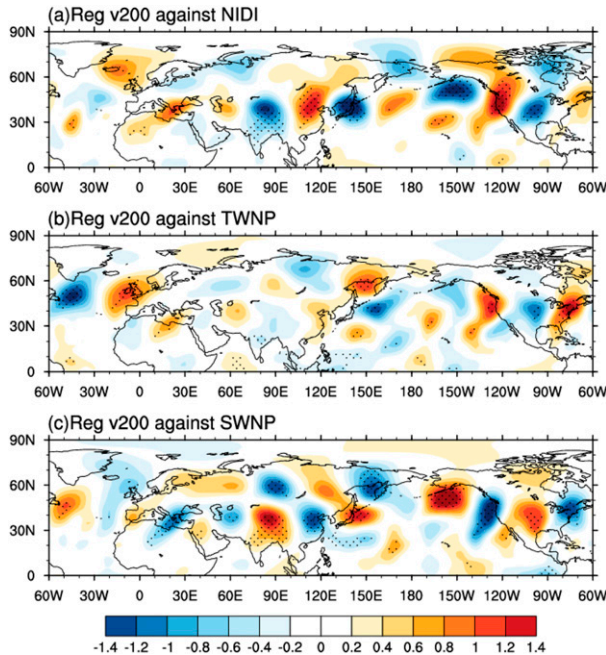 (a)Reg v200 against NIDI
90N
60N
30N
0
60W 30W 0 30E 60E 90E 120E 150E 180 150W 120W 90W 60W
(b)Reg v200 against TWNP
90N
60N
30N
0
60W 30W 0 30E 60E 90E 120E 150E 180 150W 120W 90W 60W
(c)Reg v200 against SWNP
90N
60N
30N
0
60W 30W 0 30E 60E 90E 120E 150E 180 150W 120W 90W 60W
-1.4 -1.2 -1 -0.8 -0.6 -0.4 -0.2 0 0.2 0.4 0.6 0.8 1 1.2 1.4